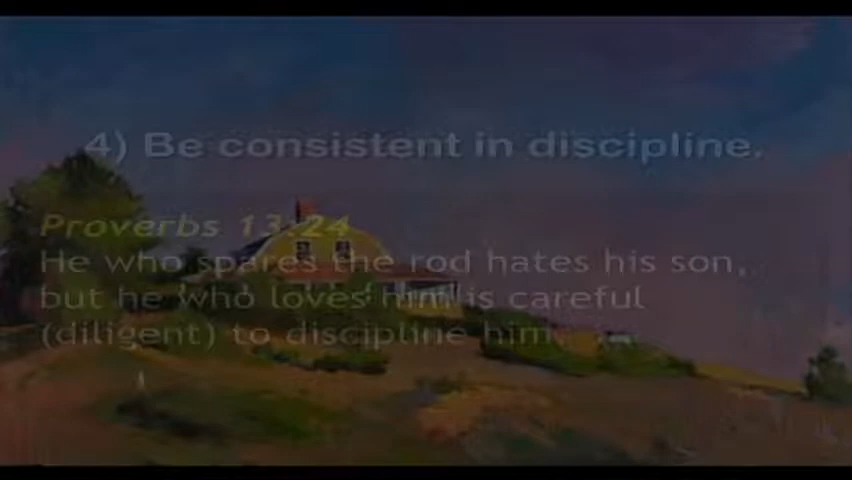 4) Be consistent in discipline.
Proverbs 13:24
He who spares the rod hates his son,
but he who loves him is careful
(diligent) to discipline him.